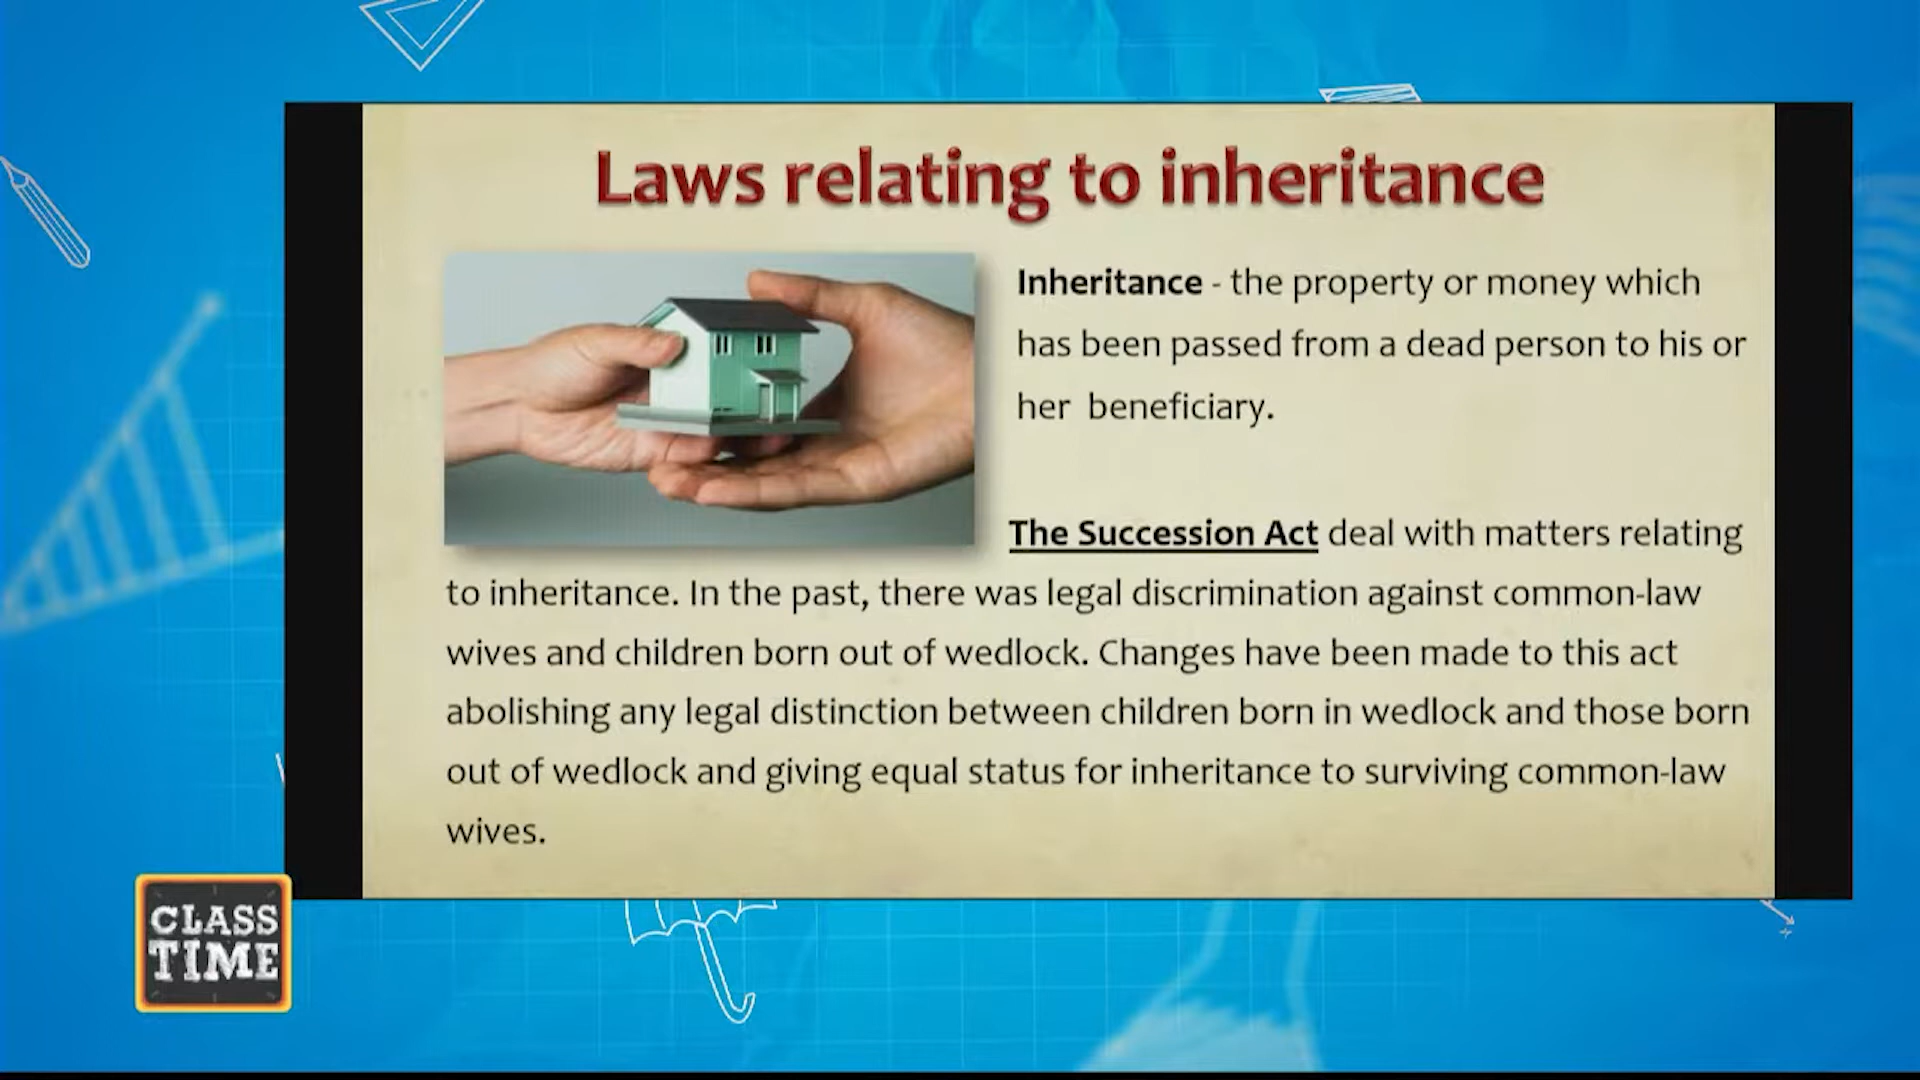 Laws relating to inheritance
Inheritance - the property or money which
has been passed from a dead person to his or
her beneficiary.
The Succession Act deal with matters relating
to inheritance. In the past, there was legal discrimination against common-law
wives and children born out of wedlock. Changes have been made to this act
abolishing any legal distinction between children born in wedlock and those born
out of wedlock and giving equal status for inheritance to surviving common-law
wives.
CLASS
TIME